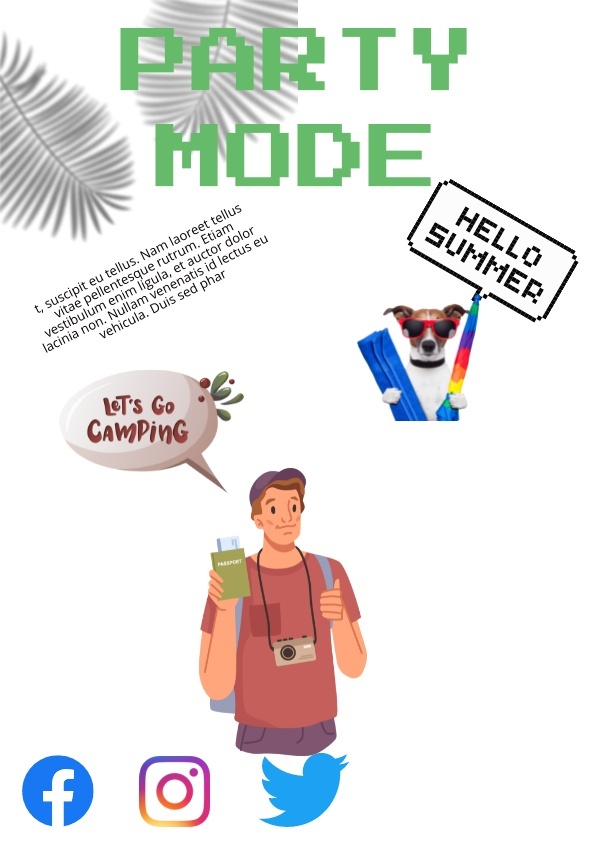 PARTY
MODE
HELLO
SUMMER
t, suscipit eu tellus. Nam laoreet tellus
vitae pellentesque rutrum. Etiam
vestibulum enim ligula, et auctor dolor
lacinia non. Nullam venenatis id lectus eu
vehicula. Duis sed phar
LET'S GO
CAMPING
PASSPORT